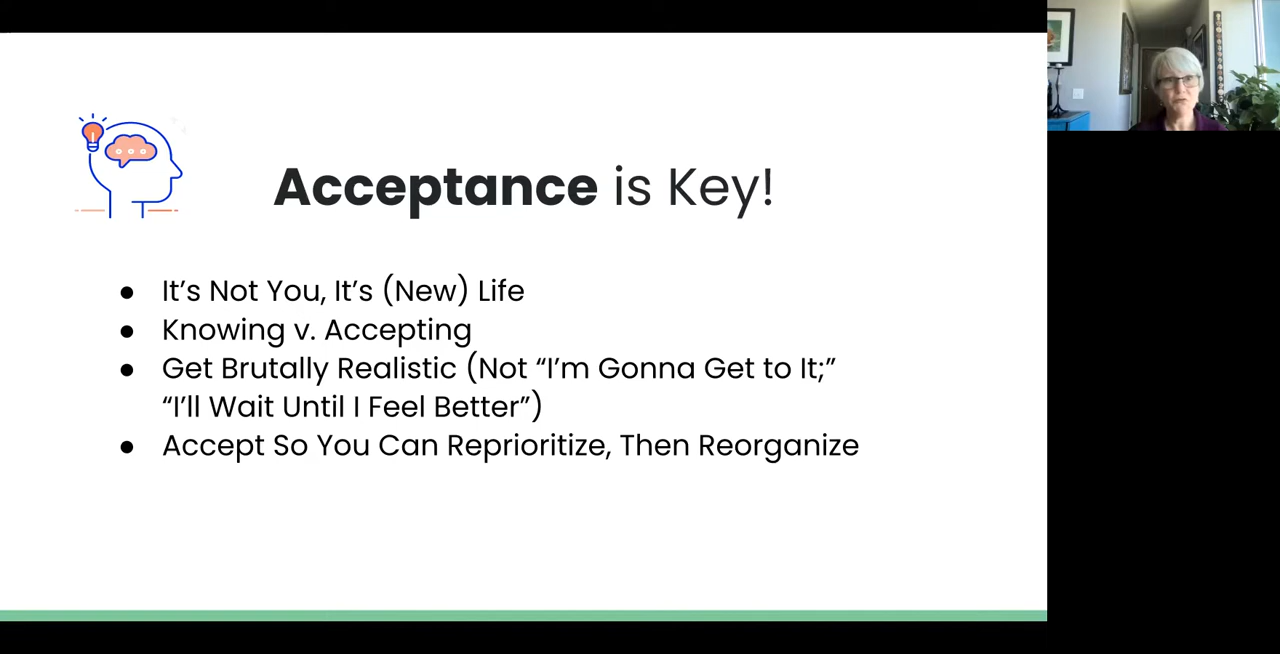 Acceptance is Key!
● It’s Not You, It’s (New) Life
● Knowing v. Accepting
● Get Brutally Realistic (Not “I’m Gonna Get to It;”
“I’ll Wait Until I Feel Better”)
● Accept So You Can Reprioritize, Then Reorganize